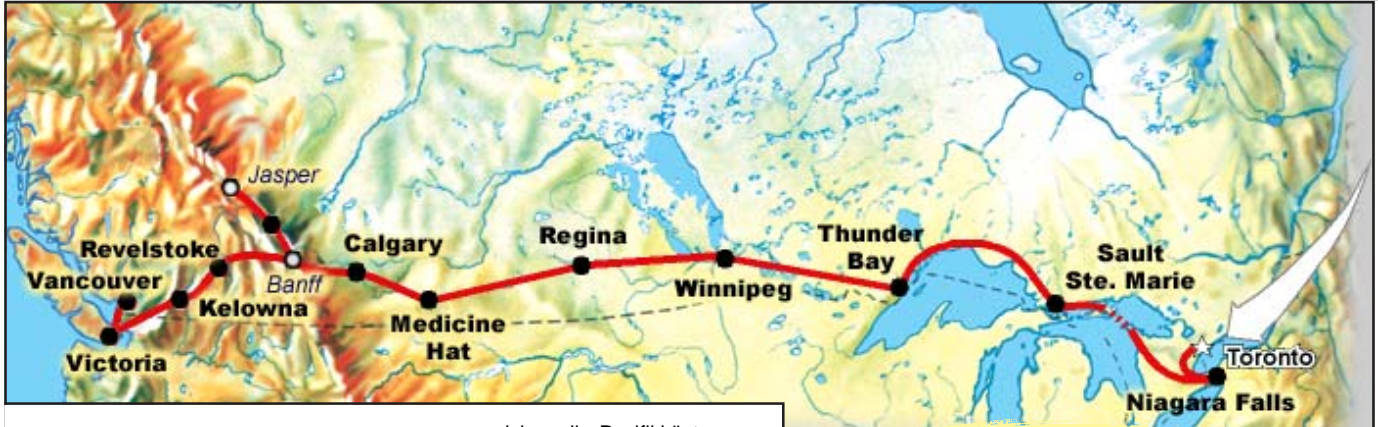 Jasper
Revelstoke
Calgary
Regina
Thunder
Bay
Sault
Ste. Marie
Vancouver
Banff
Kelowna
Winnipeg
Medicine
Hat
Victoria
Toronto
Niagara Falls